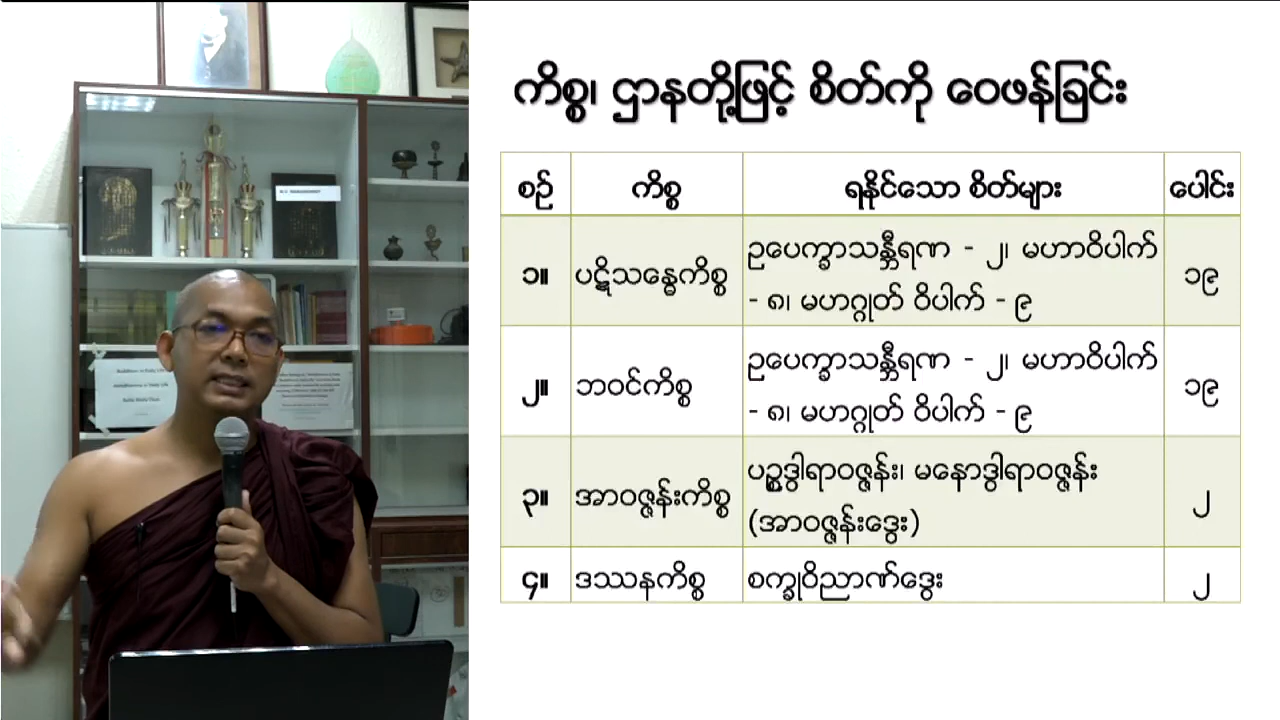 ကိစ္စ၊ ဌာနတို့ဖြင့် စိတ်ကို ဝေဖန်ခြင်း
စဉ် ကိစ္စ ရနိုင်သော စိတ်များ ပေါင်း
၁။ ပဋိသန္ဓေကိစ္စ ဥပေက္ခာသန္တီရဏ - ၂၊ မဟာဝိပါက် ၁၉
- ၈၊ မဟဂ္ဂုတ် ဝိပါက် - ၉
၂။ ဘဝင်ကိစ္စ ဥပေက္ခာသန္တီရဏ - ၂၊ မဟာဝိပါက် ၁၉
- ၈၊ မဟဂ္ဂုတ် ဝိပါက် - ၉
၃။ အာဝဇ္ဇန်းကိစ္စ ပဉ္စဒွါရာဝဇ္ဇန်း၊ မနောဒွါရာဝဇ္ဇန်း ၂
(အာဝဇ္ဇန်းဒွေး)
၄။ ဒဿနကိစ္စ စက္ခုဝိညာဏ်ဒွေး ၂